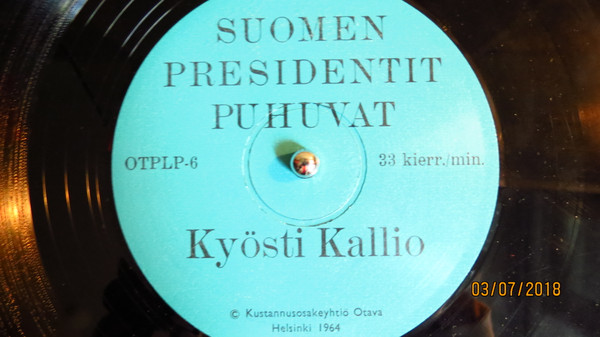 SUOMEN
PRESIDENTIT
PUHUVAT
OTPLP-6
33 kierr./min.
Kyösti Kallio
© Kustannusosakeyhtiö Otava
Helsinki 1964
03/07/2018